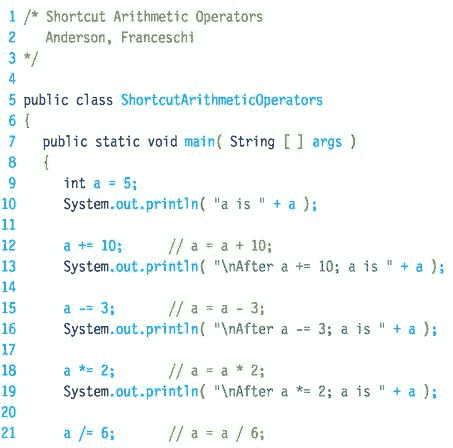 1 /* Shortcut Arithmetic Operators
2    Anderson, Franceschi
3 */
4
5 public class ShortcutArithmeticOperators
6 {
7   public static void main( String [ ] args )
8   {
9      int a = 5;
10     System.out.println( "a is " + a );
11
12     a += 10;      // a = a + 10;
13     System.out.println( "\nAfter a += 10; a is " + a );
14
15     a -= 3;       // a = a - 3;
16     System.out.println( "\nAfter a -= 3; a is " + a );
17
18     a *= 2;       // a = a * 2;
19     System.out.println( "\nAfter a *= 2; a is " + a );
20
21     a /= 6;       // a = a / 6;